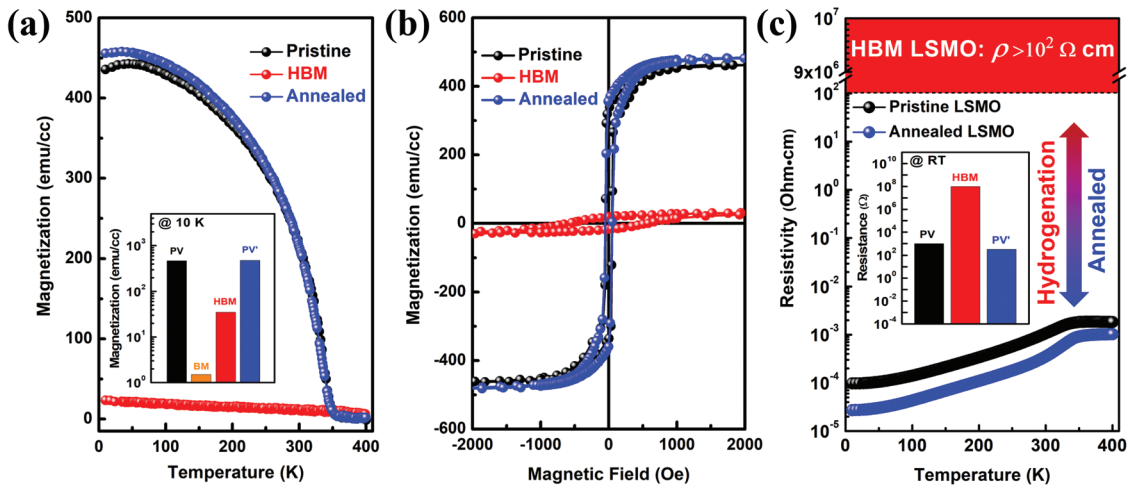 (a)
500
400
300
200
100
0
Magnetization (emu/cc)
0 100 200 300 400
Temperature (K)
Pristine
HBM
Annealed
@ 10 K
Magnetization (emu/cc)
10³
10²
10¹
10⁰
PV
BM
HBM
PV'
(b)
600
400
200
0
-200
-400
-600
Magnetization (emu/cc)
-2000 -1000 0 1000 2000
Magnetic Field (Oe)
Pristine
HBM
Annealed
(c)
10⁷
9x10⁶
10²
10¹
10⁰
10⁻¹
10⁻²
10⁻³
10⁻⁴
10⁻⁵
Resistivity (Ohm•cm)
0 100 200 300 400
Temperature (K)
HBM LSMO: ρ >10² Ω cm
Pristine LSMO
Annealed LSMO
@ RT
Resistance (Ω)
10¹⁰
10⁸
10⁶
10⁴
10²
10⁰
10⁻²
10⁻⁴
PV
HBM
PV'
Hydrogenation
Annealed